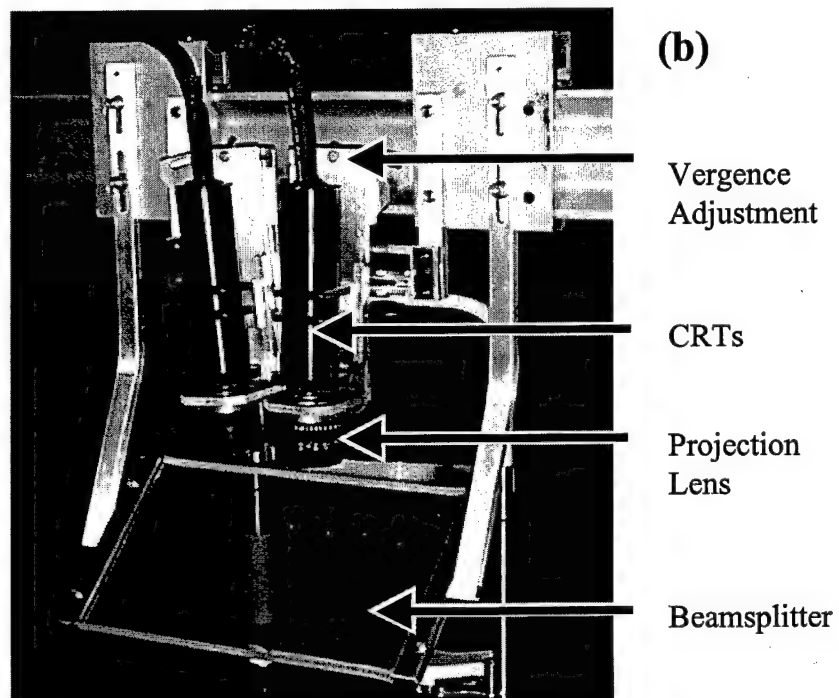 (b)
Vergence
Adjustment
CRTs
Projection
Lens
Beamsplitter